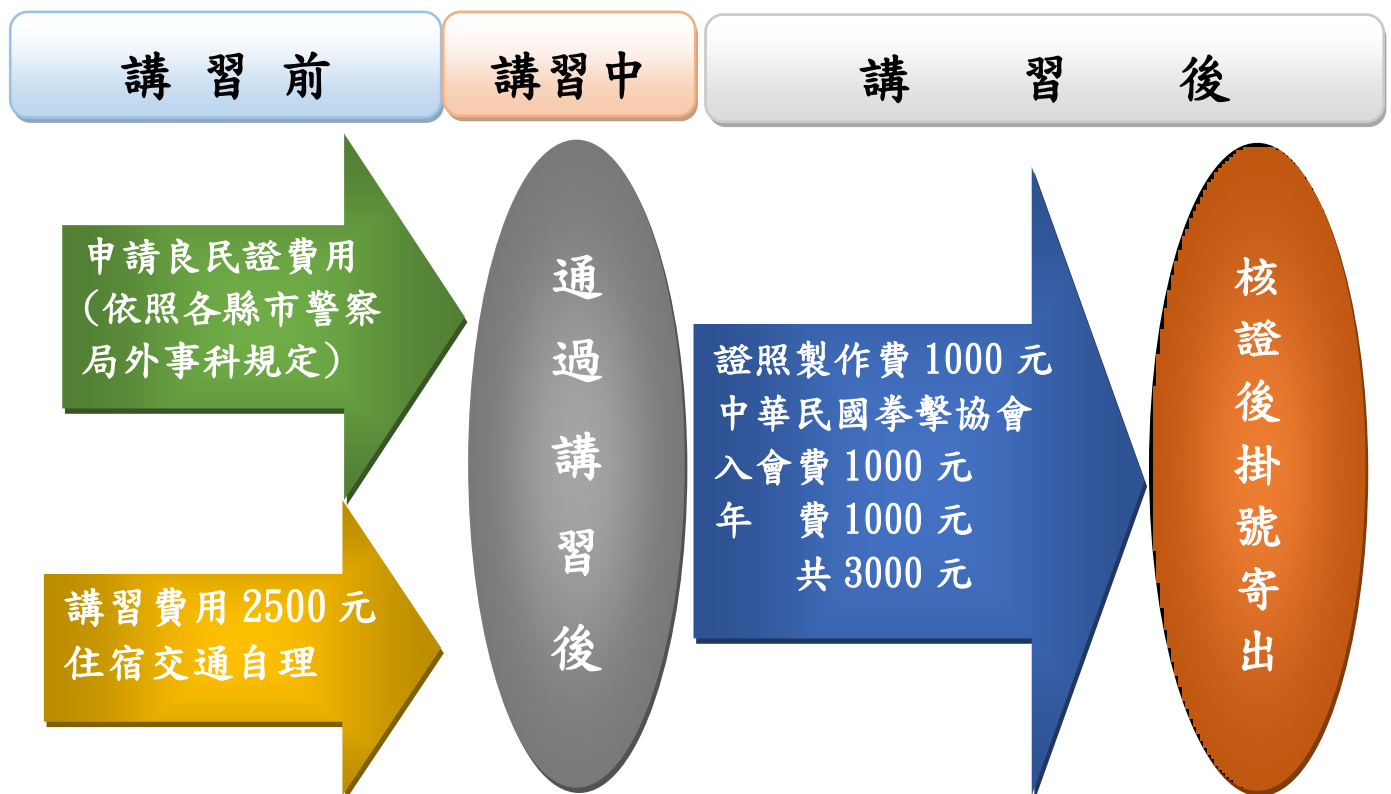 講習前
講習中
講習後
申請良民證費用
(依照各縣市警察
局外事科規定)
講習費用 2500 元
住宿交通自理
通過講習後
證照製作費 1000 元
中華民國拳擊協會
入會費 1000 元
年 費 1000 元
共 3000 元
核證後掛號寄出